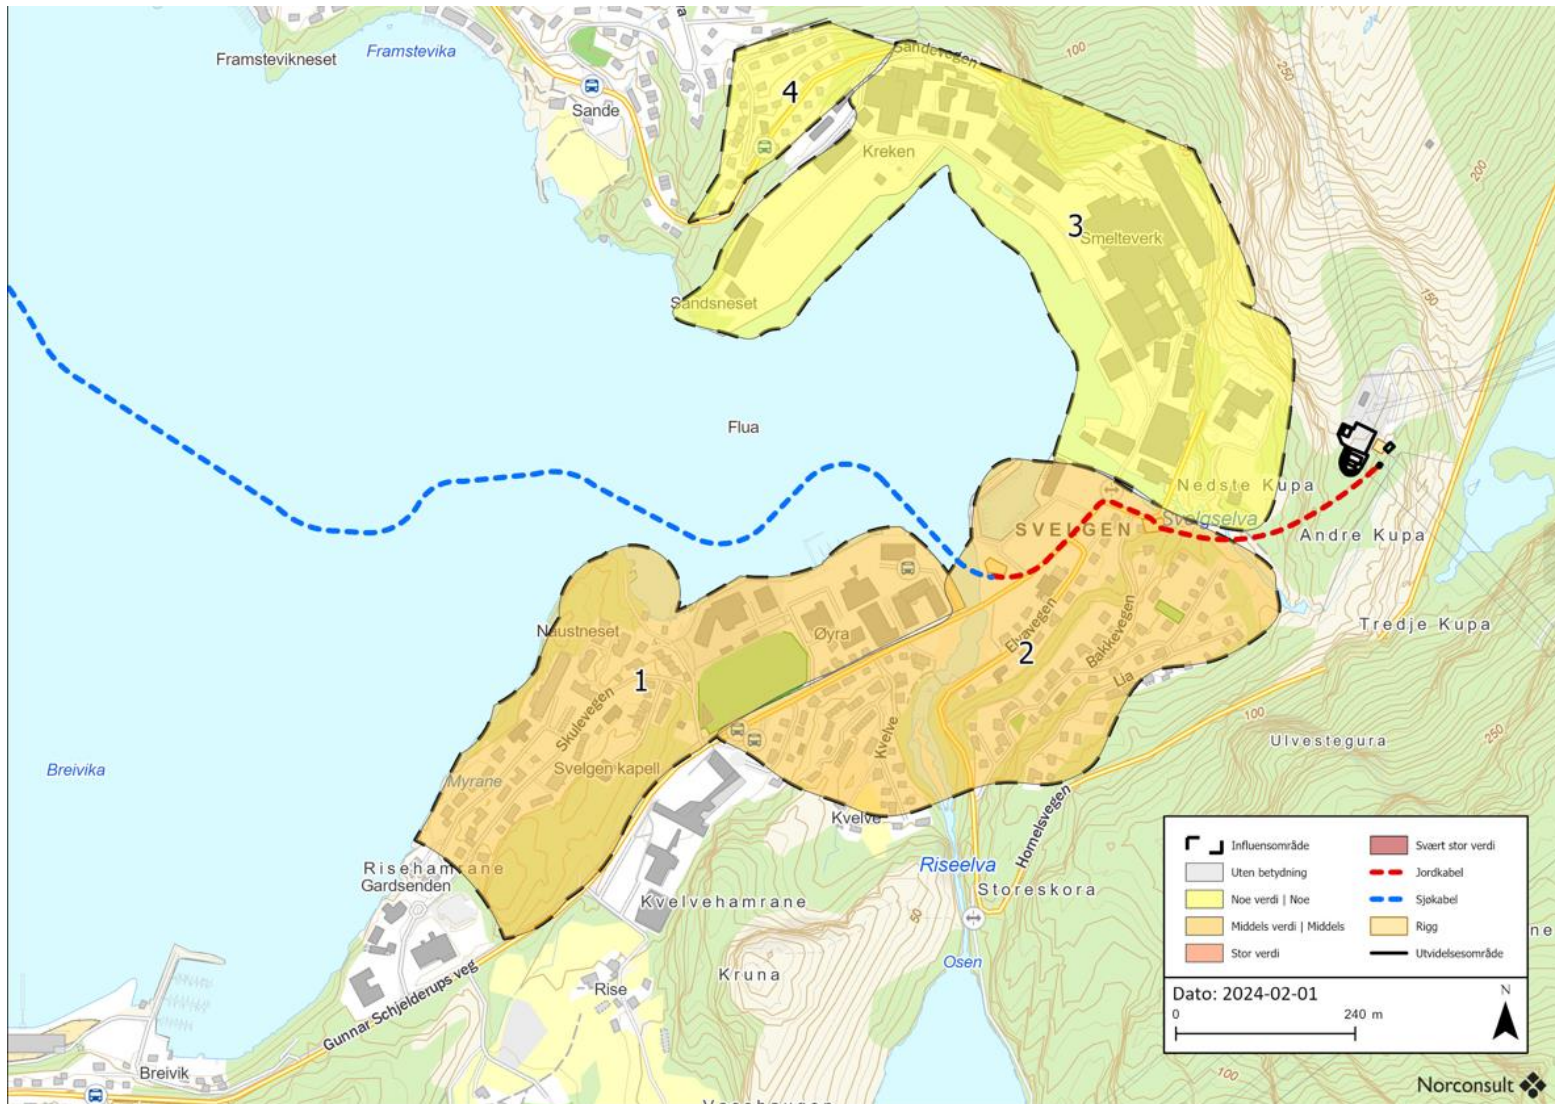 Framstevikneset
Framstevika
Sande
Sandevegen
100
250
200
150
4
Kreken
3
Smelteverk
Sandsneset
Flua
Nedste Kupa
Svelgselva
SVELGEN
Andre Kupa
Tredje Kupa
Naustneset
Øyra
Elvavegen
Bakkevegen
2
1
Lia
Skulevegen
Kvelve
Svelgen kapell
Myrane
Breivika
100
250
Ulvestegura
Kvelve
Hornelsvegen
Risehamrane
Gardsenden
Riseelva
Storeskora
Kvelvehamrane
50
Osen
Kruna
Rise
Gunnar Schjelderups veg
Breivik
100
Influensområde
Uten betydning
Noe verdi | Noe
Middels verdi | Middels
Stor verdi
Svært stor verdi
Jordkabel
Sjøkabel
Rigg
Utvidelsesområde
Dato: 2024-02-01
0 240 m
N
Norconsult